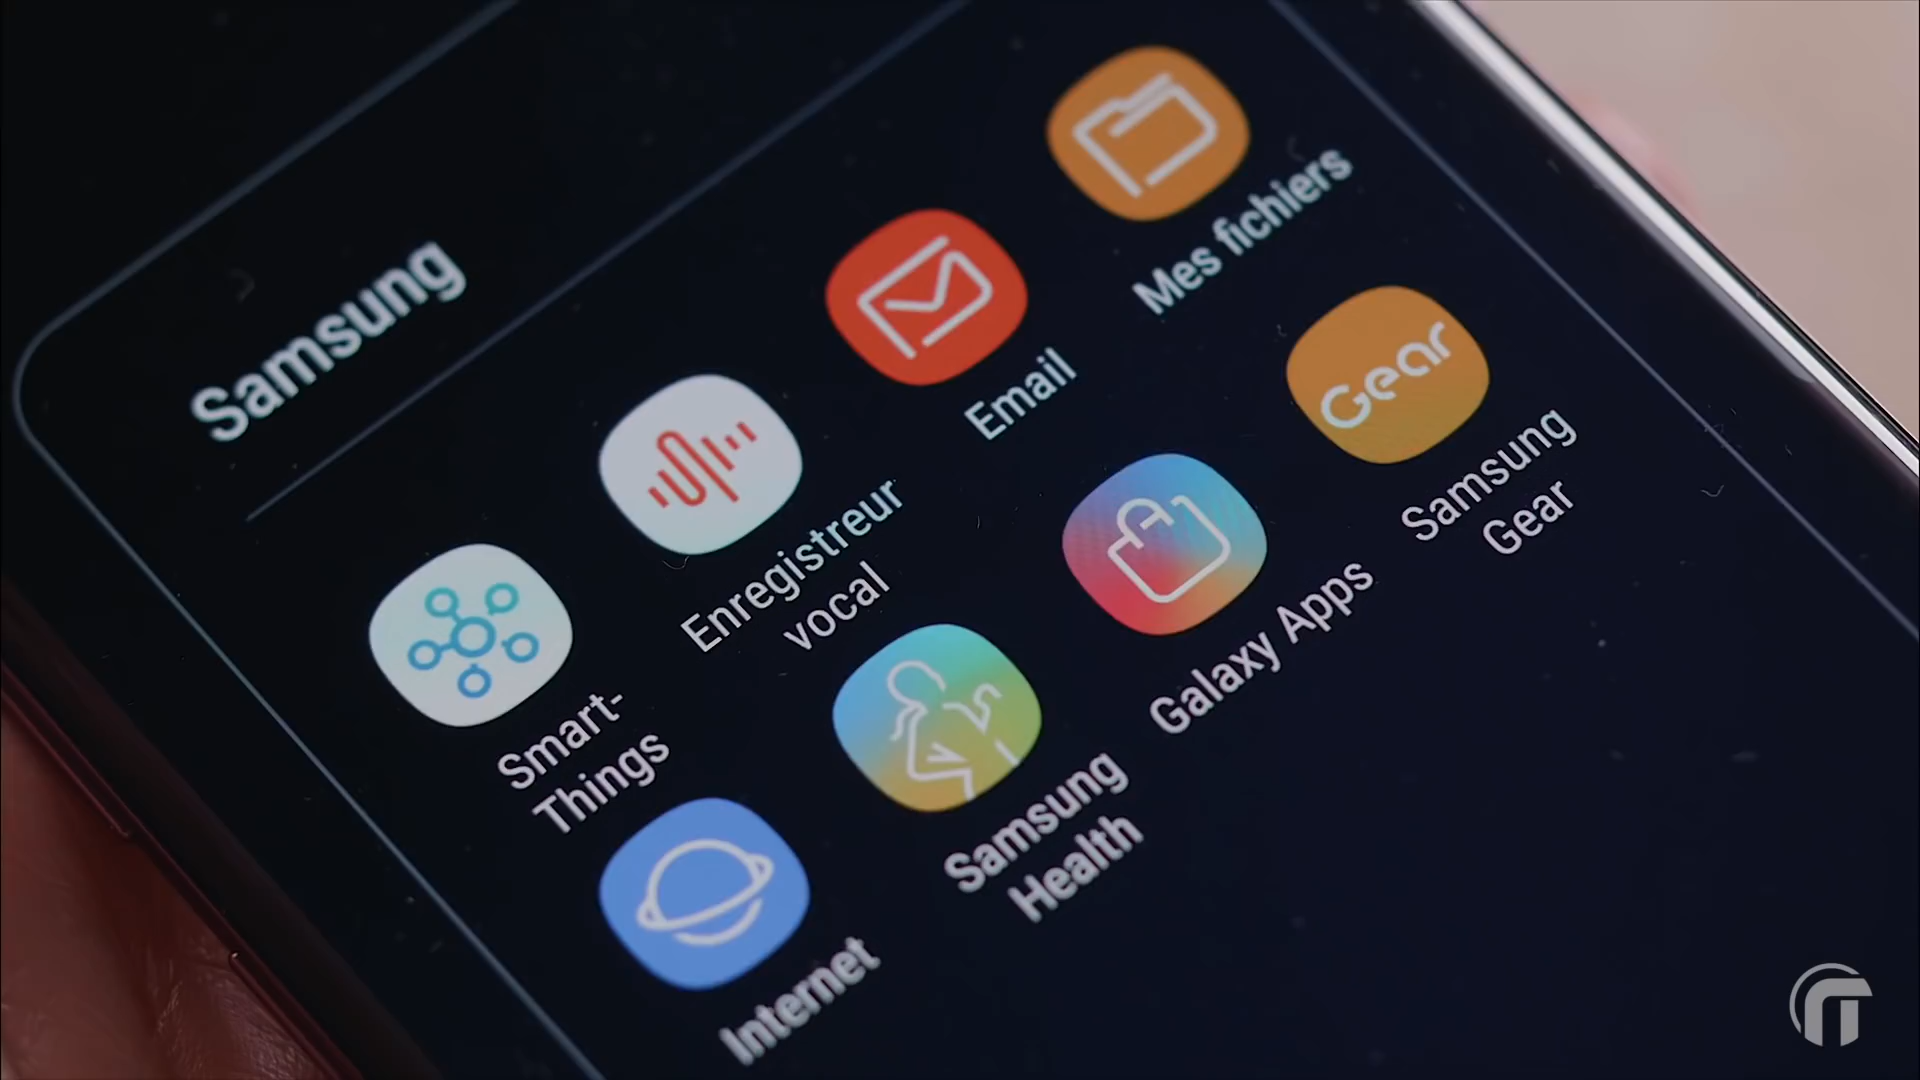 Samsung
Smart-
Things
Enregistreur
vocal
Email
Mes fichiers
Internet
Samsung
Health
Galaxy Apps
Gear
Samsung
Gear